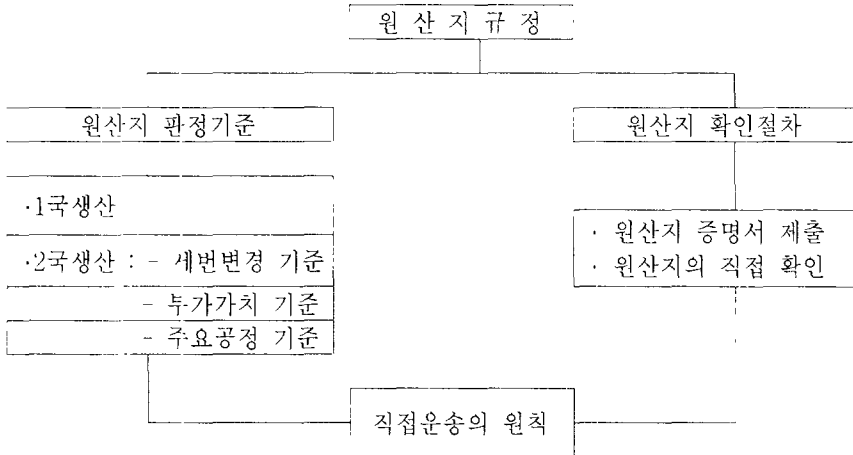 원 산 지 규 정
원산지 판정기준
·1국생산
·2국생산 : - 세번변경 기준
- 부가가치 기준
- 주요공정 기준
원산지 확인절차
· 원산지 증명서 제출
· 원산지의 직접 확인
직접운송의 원칙